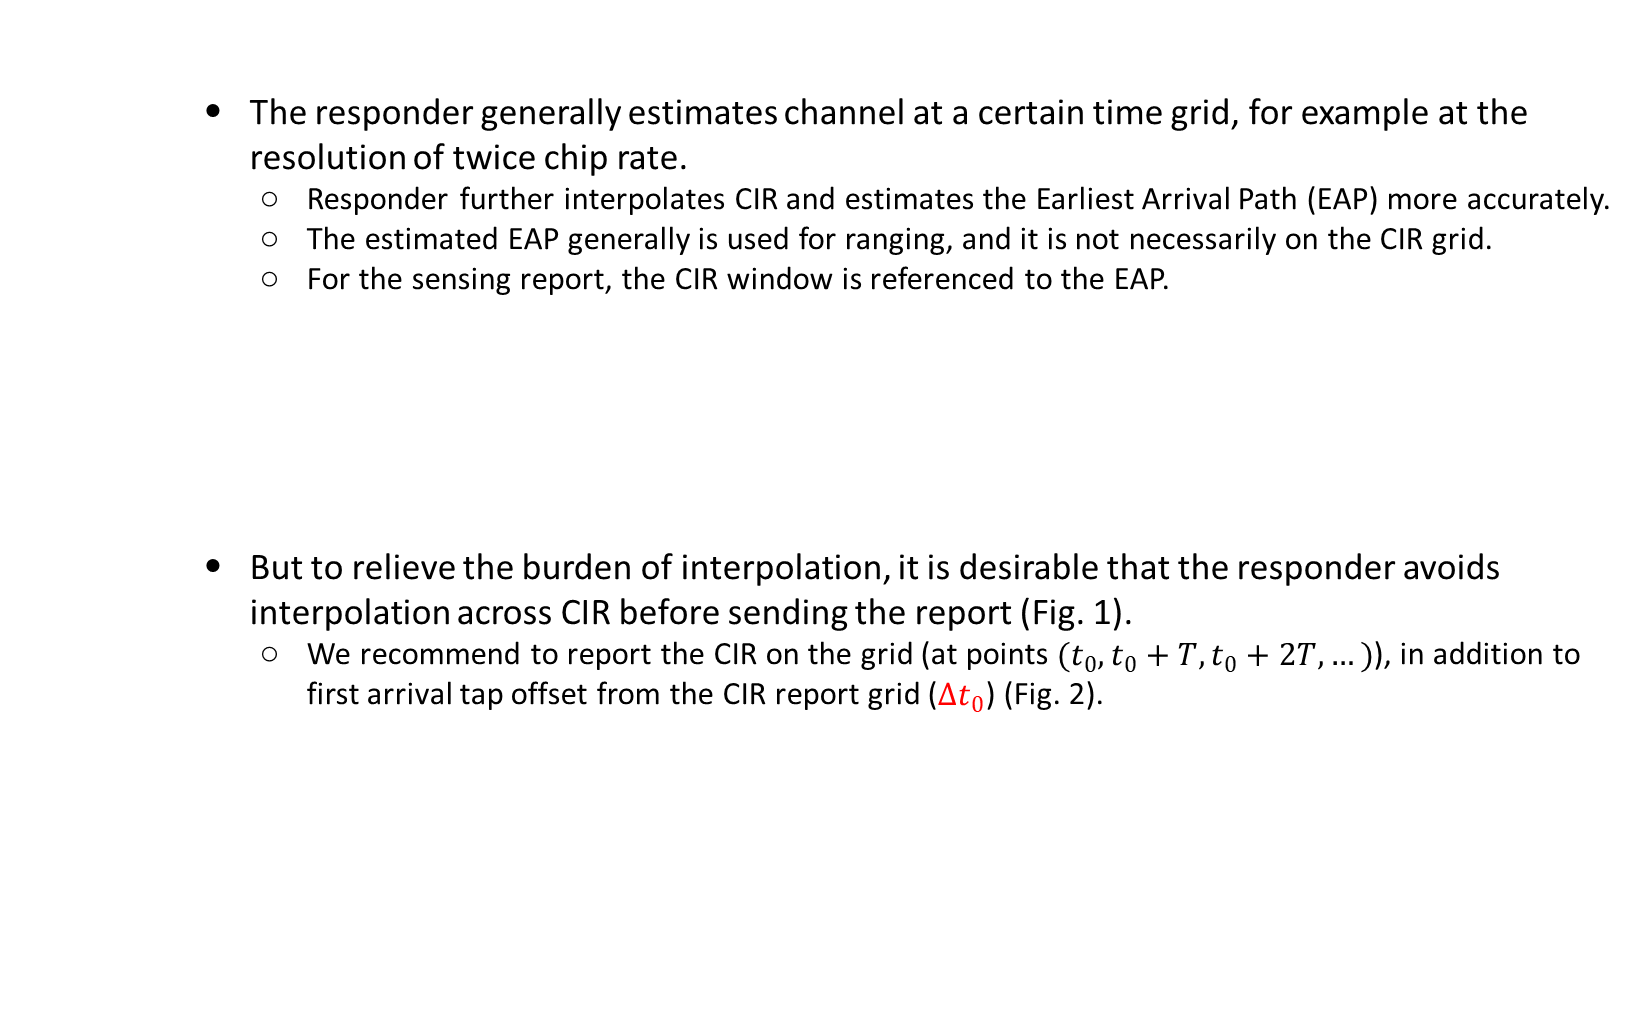 • The responder generally estimates channel at a certain time grid, for example at the
resolution of twice chip rate.
○ Responder further interpolates CIR and estimates the Earliest Arrival Path (EAP) more accurately.
○ The estimated EAP generally is used for ranging, and it is not necessarily on the CIR grid.
○ For the sensing report, the CIR window is referenced to the EAP.
• But to relieve the burden of interpolation, it is desirable that the responder avoids
interpolation across CIR before sending the report (Fig. 1).
○ We recommend to report the CIR on the grid (at points (t₀, t₀ + T, t₀ + 2T, … )), in addition to
first arrival tap offset from the CIR report grid (Δt₀) (Fig. 2).